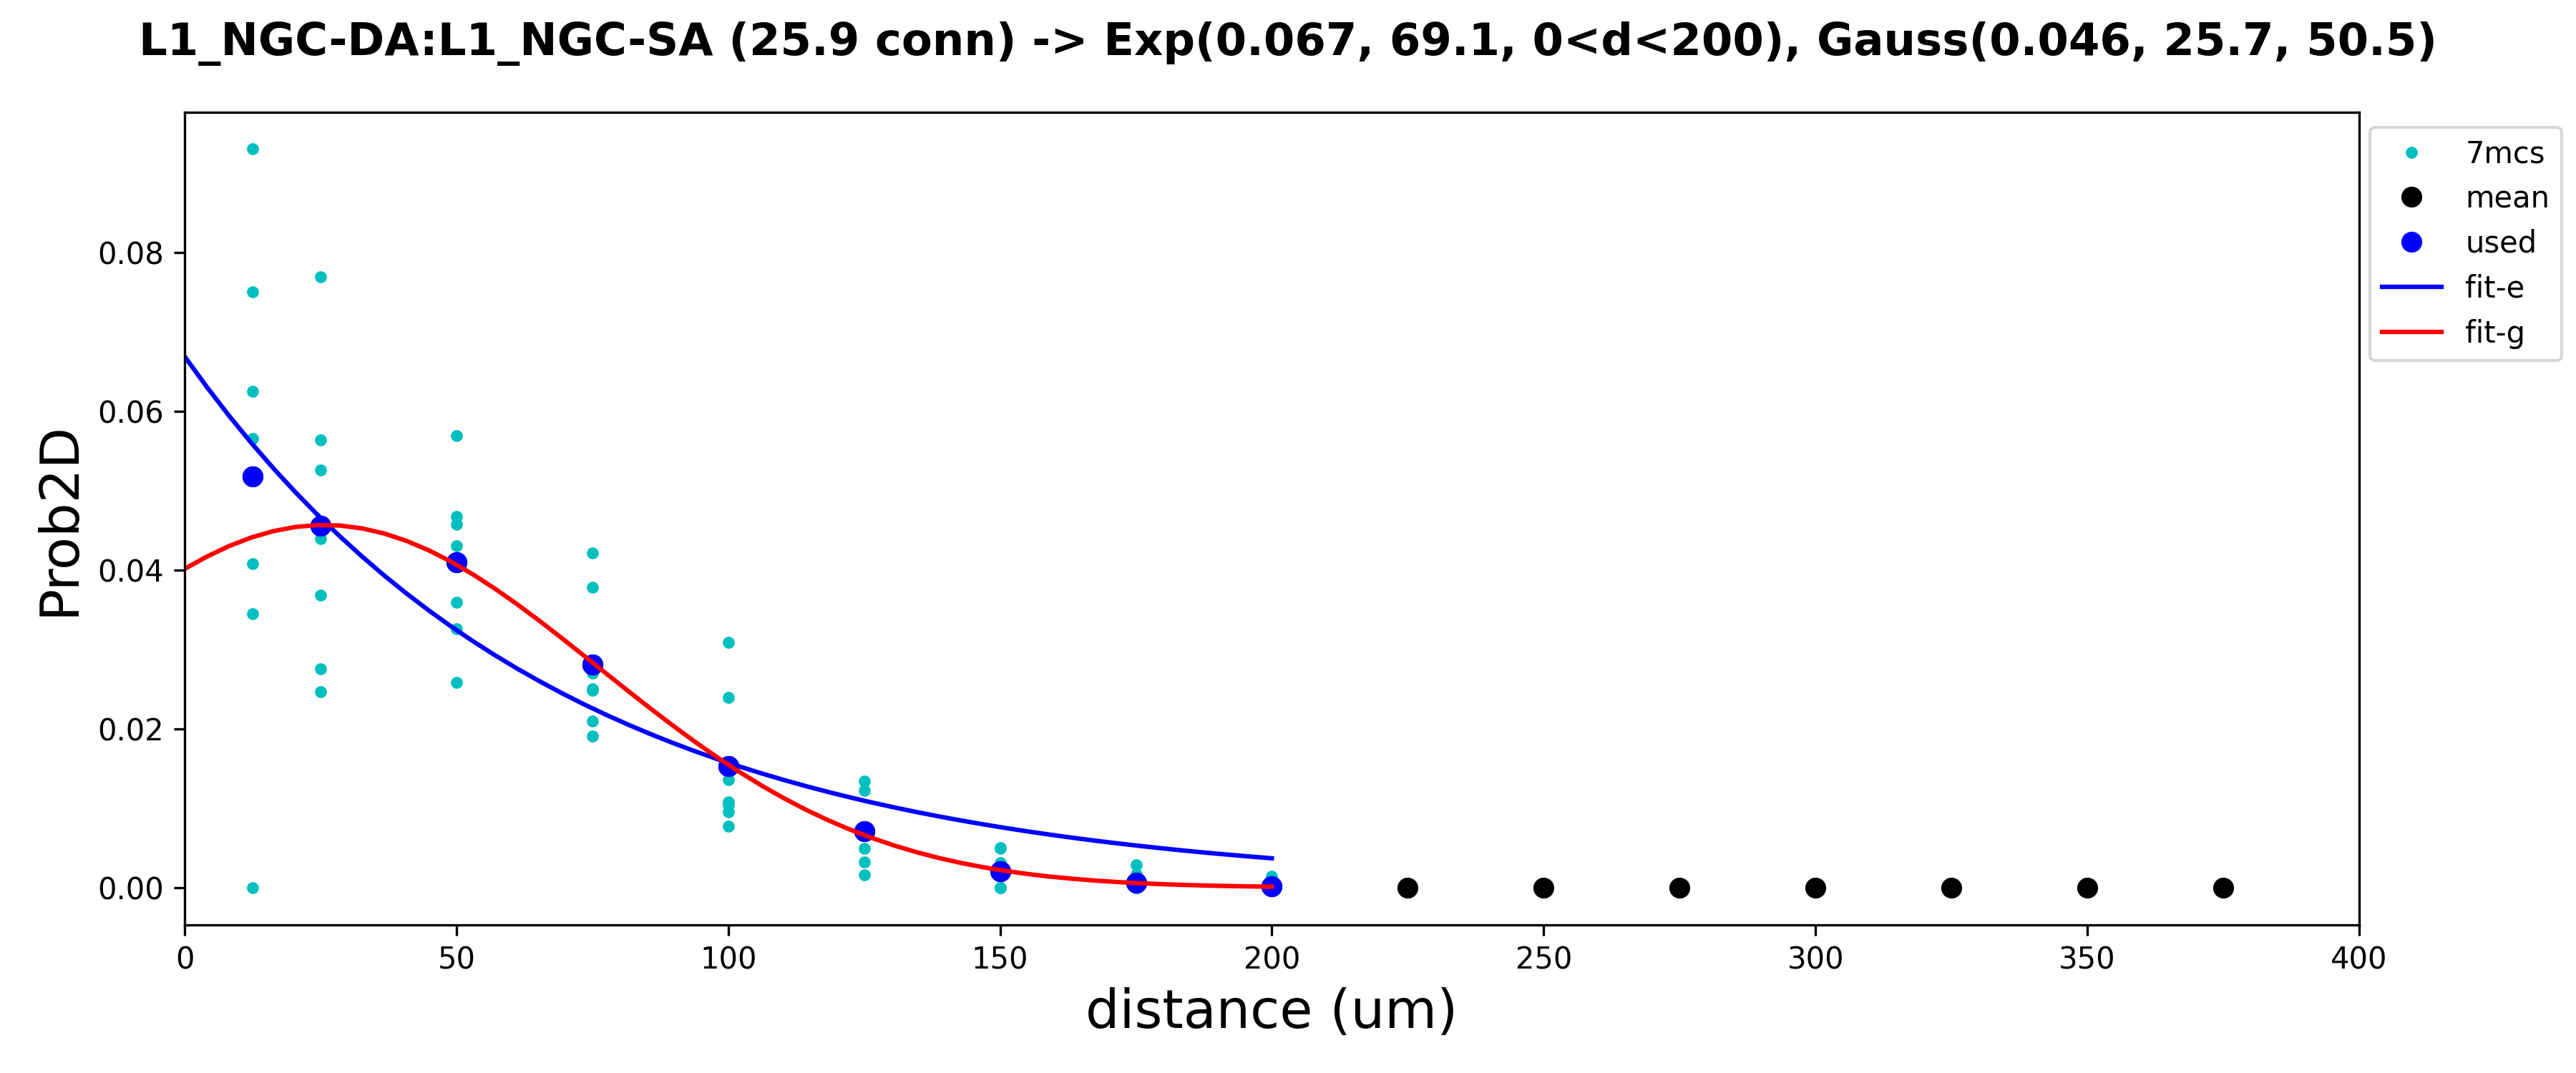 L1_NGC-DA:L1_NGC-SA (25.9 conn) -> Exp(0.067, 69.1, 0<d<200), Gauss(0.046, 25.7, 50.5)
7mcs
mean
used
fit-e
fit-g
0.08
0.06
0.04
0.02
0.00
Prob2D
0 50 100 150 200 250 300 350 400
distance (um)